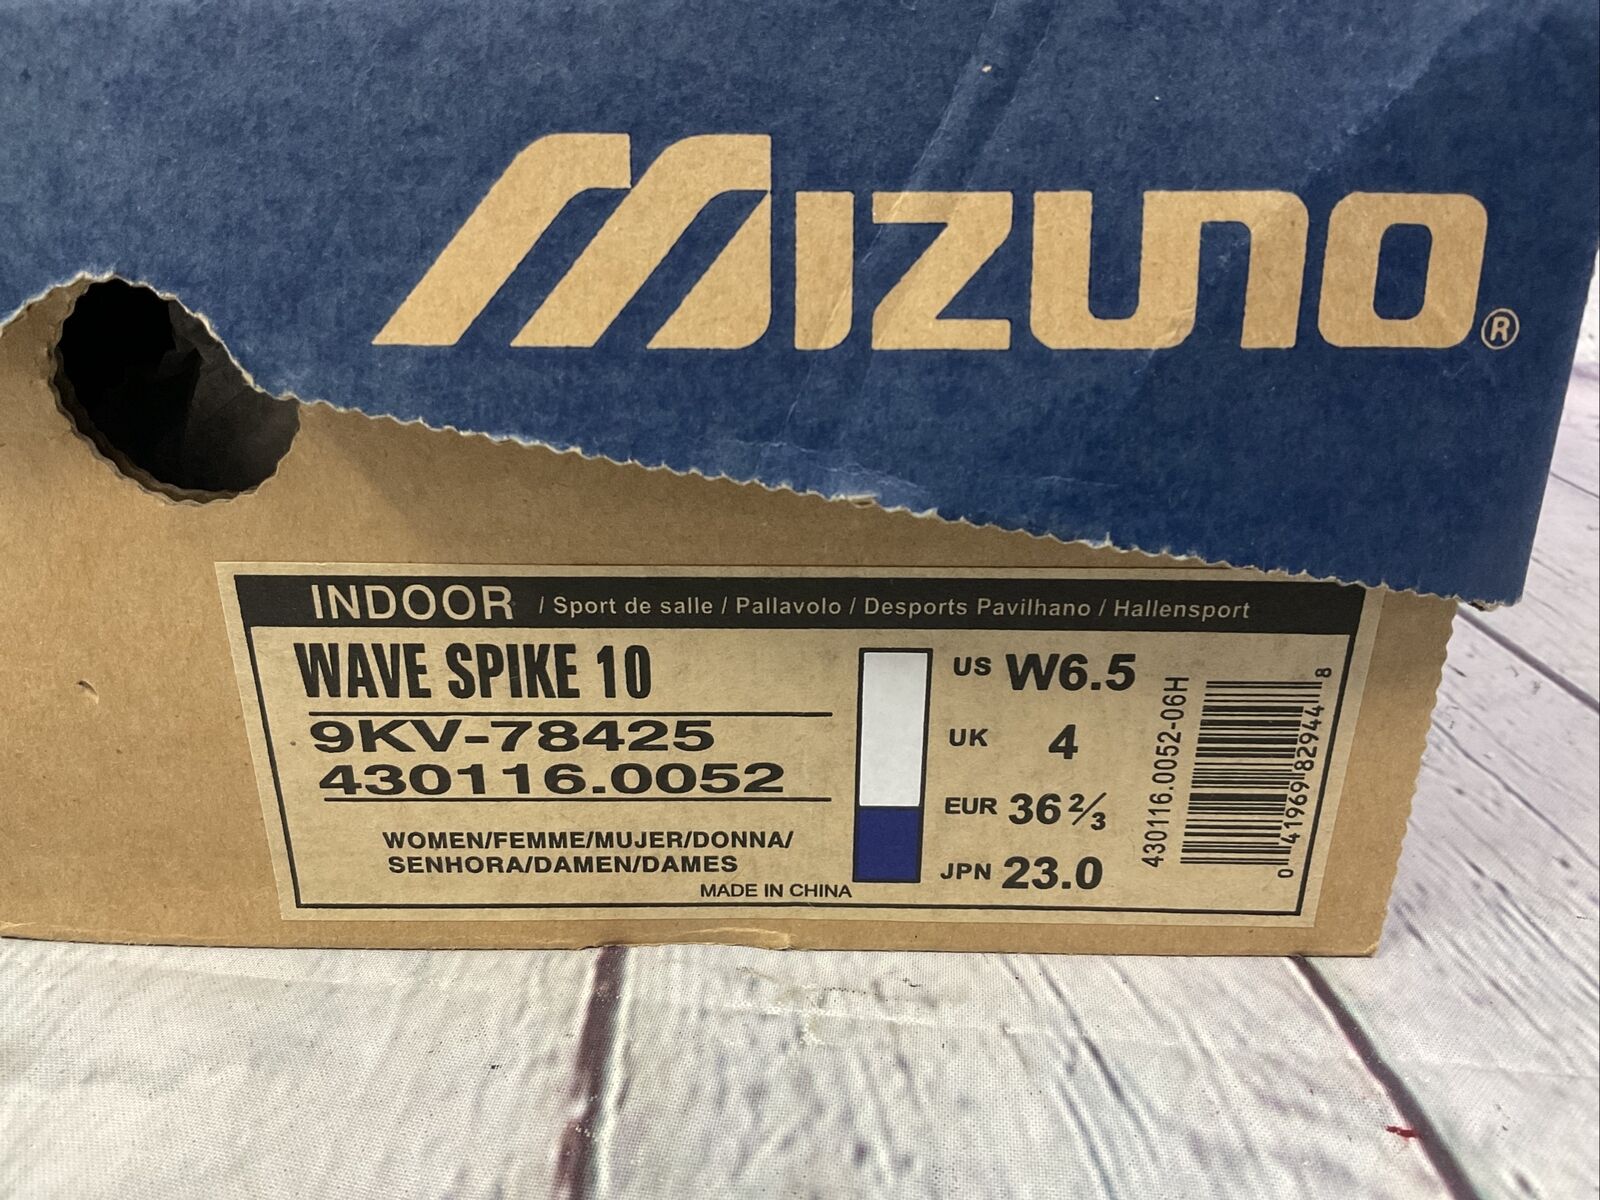 MIZUNO®
INDOOR / Sport de salle / Pallavolo / Desports Pavilhano / Hallensport
WAVE SPIKE 10
9KV-78425
430116.0052
WOMEN/FEMME/MUJER/DONNA/
SENHORA/DAMEN/DAMES
MADE IN CHINA
US W6.5
UK 4
EUR 36 2/3
JPN 23.0
430116.0052-06H
0 41969 82944 8